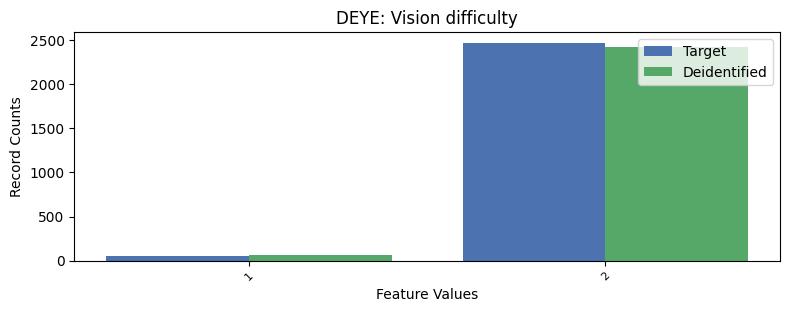 DEYE: Vision difficulty
Target
Deidentified
2500
2000
1500
1000
500
0
Record Counts
1
2
Feature Values